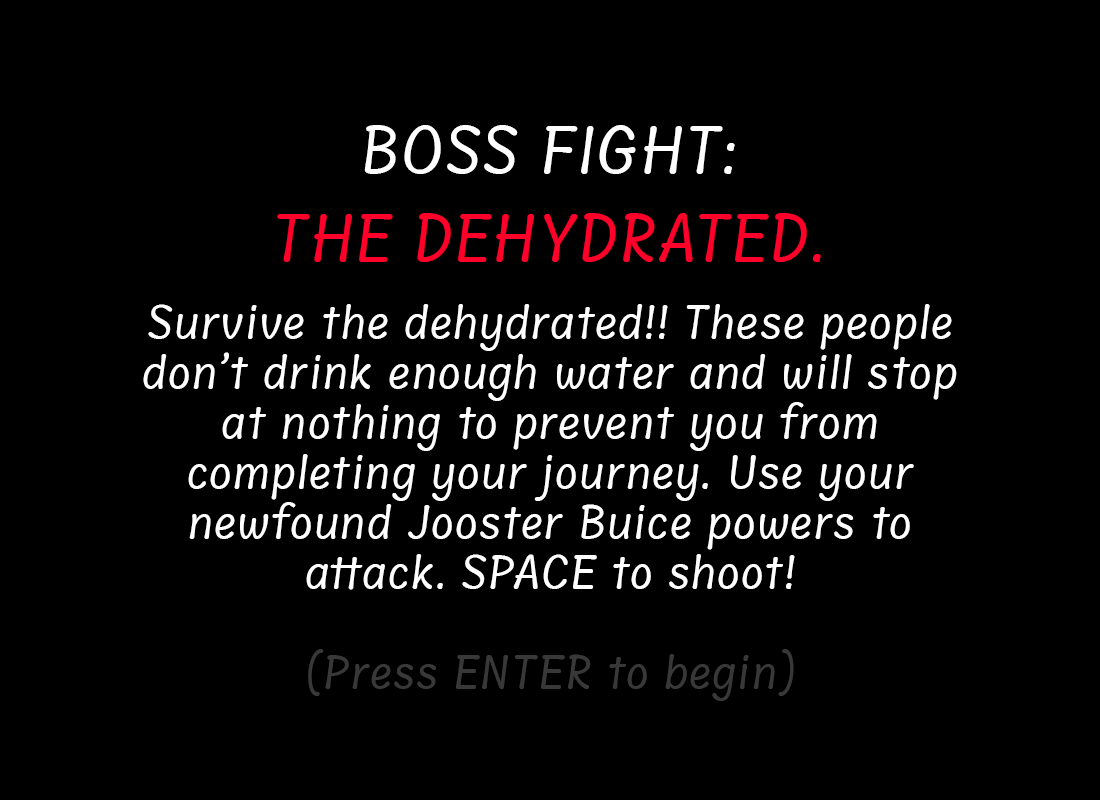 BOSS FIGHT:
THE DEHYDRATED.
Survive the dehydrated!! These people
don’t drink enough water and will stop
at nothing to prevent you from
completing your journey. Use your
newfound Jooster Buice powers to
attack. SPACE to shoot!
(Press ENTER to begin)